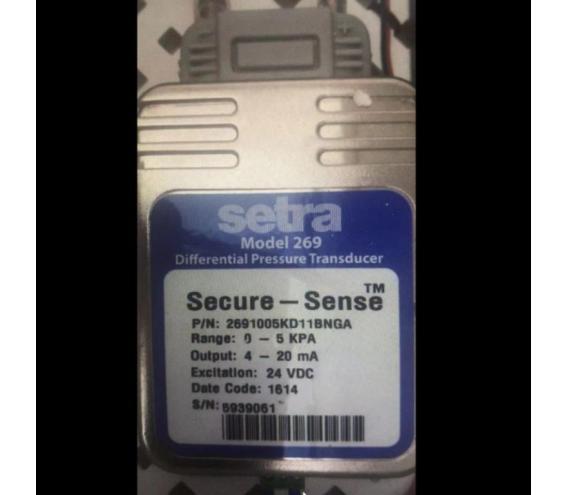 setra
Model 269
Differential Pressure Transducer
Secure – Sense™
P/N: 2691005KD11BNGA
Range: 0 – 5 KPA
Output: 4 – 20 mA
Excitation: 24 VDC
Date Code: 1614
S/N: 5939061